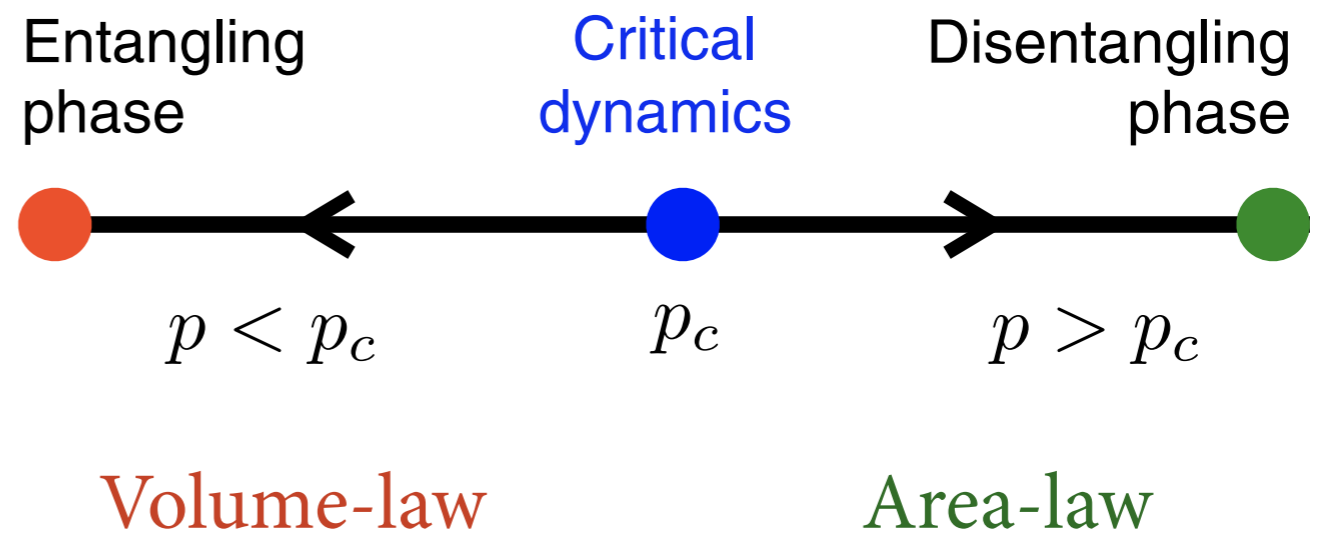 Entangling
phase
Critical
dynamics
Disentangling
phase
p < p_c
p_c
p > p_c
Volume-law
Area-law